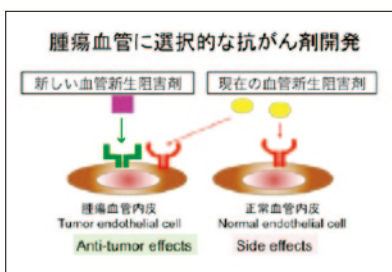 腫瘍血管に選択的な抗がん剤開発
新しい血管新生阻害剤
現在の血管新生阻害剤
腫瘍血管内皮
Tumor endothelial cell
正常血管内皮
Normal endothelial cell
Anti-tumor effects
Side effects